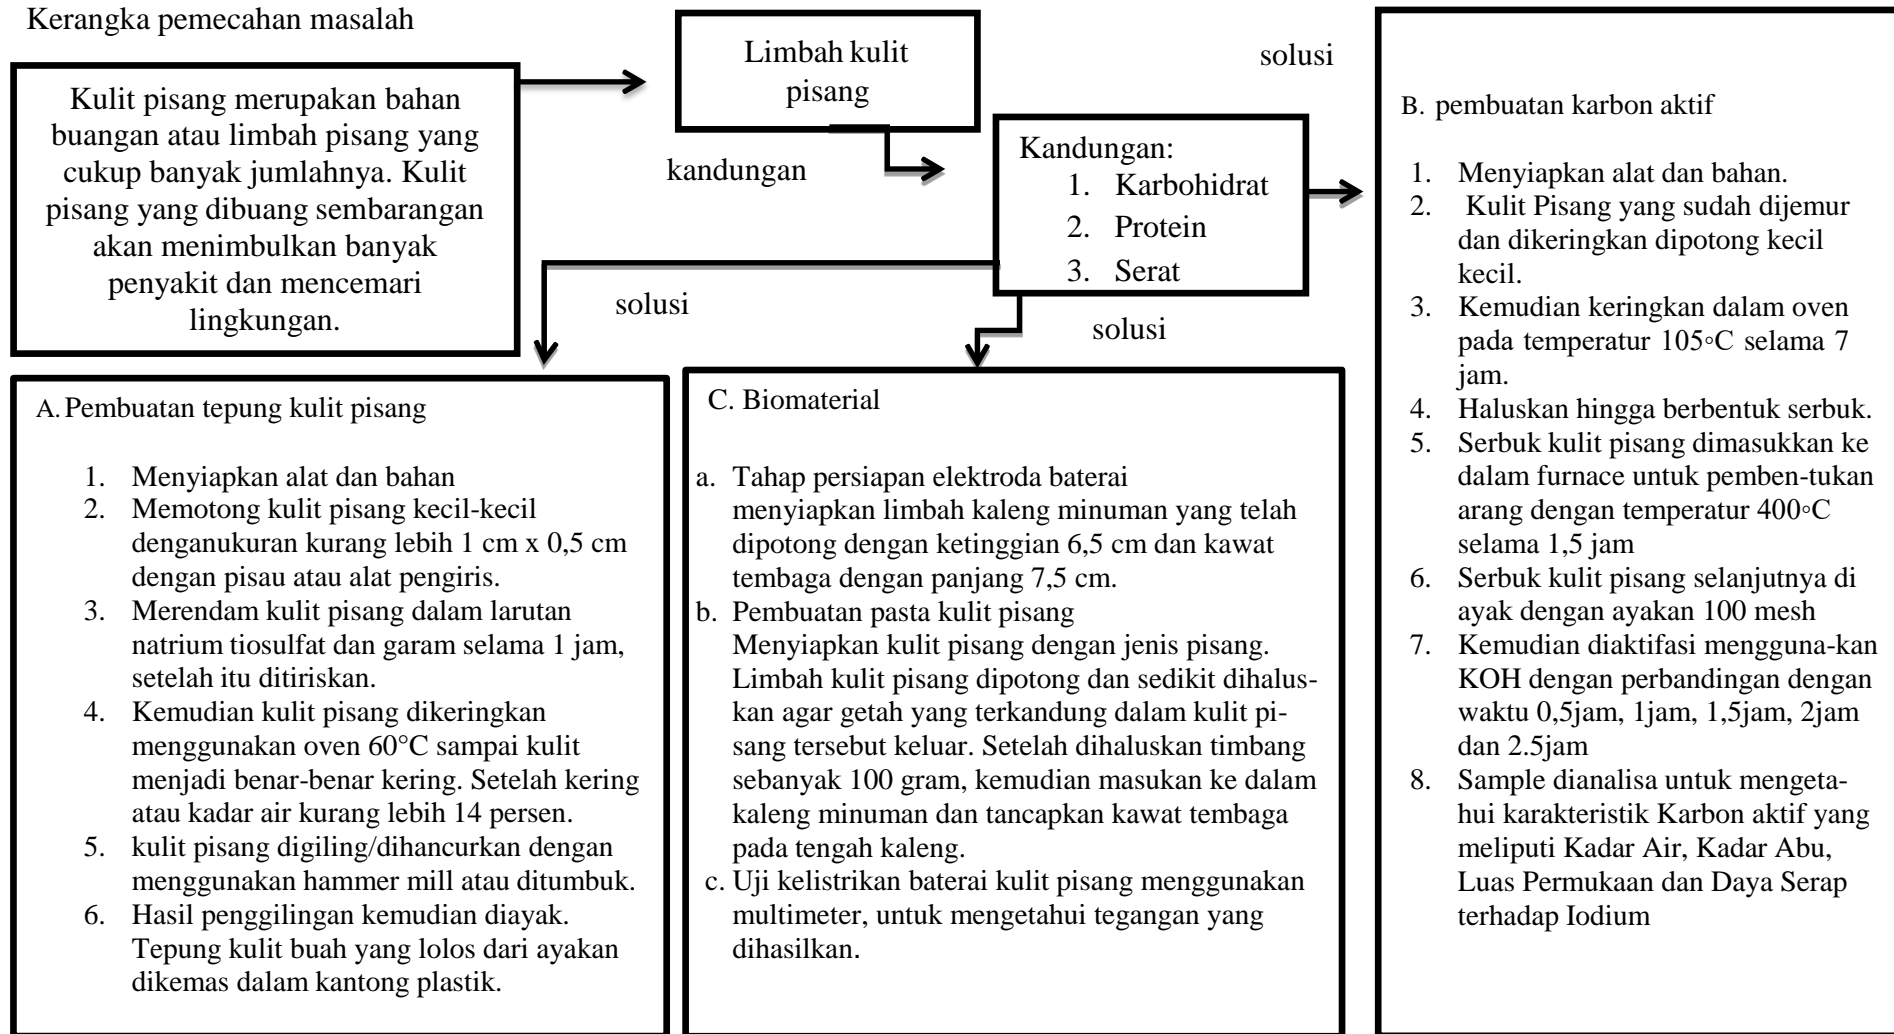 Kerangka pemecahan masalah
Kulit pisang merupakan bahan
buangan atau limbah pisang yang
cukup banyak jumlahnya. Kulit
pisang yang dibuang sembarangan
akan menimbulkan banyak
penyakit dan mencemari
lingkungan.
Limbah kulit
pisang
kandungan
Kandungan:
1. Karbohidrat
2. Protein
3. Serat
solusi
solusi
solusi
A. Pembuatan tepung kulit pisang
1. Menyiapkan alat dan bahan
2. Memotong kulit pisang kecil-kecil
denganukuran kurang lebih 1 cm x 0,5 cm
dengan pisau atau alat pengiris.
3. Merendam kulit pisang dalam larutan
natrium tiosulfat dan garam selama 1 jam,
setelah itu ditiriskan.
4. Kemudian kulit pisang dikeringkan
menggunakan oven 60°C sampai kulit
menjadi benar-benar kering. Setelah kering
atau kadar air kurang lebih 14 persen.
5. kulit pisang digiling/dihancurkan dengan
menggunakan hammer mill atau ditumbuk.
6. Hasil penggilingan kemudian diayak.
Tepung kulit buah yang lolos dari ayakan
dikemas dalam kantong plastik.
C. Biomaterial
a. Tahap persiapan elektroda baterai
menyiapkan limbah kaleng minuman yang telah
dipotong dengan ketinggian 6,5 cm dan kawat
tembaga dengan panjang 7,5 cm.
b. Pembuatan pasta kulit pisang
Menyiapkan kulit pisang dengan jenis pisang.
Limbah kulit pisang dipotong dan sedikit dihalus-
kan agar getah yang terkandung dalam kulit pi-
sang tersebut keluar. Setelah dihaluskan timbang
sebanyak 100 gram, kemudian masukan ke dalam
kaleng minuman dan tancapkan kawat tembaga
pada tengah kaleng.
c. Uji kelistrikan baterai kulit pisang menggunakan
multimeter, untuk mengetahui tegangan yang
dihasilkan.
B. pembuatan karbon aktif
1. Menyiapkan alat dan bahan.
2. Kulit Pisang yang sudah dijemur
dan dikeringkan dipotong kecil
kecil.
3. Kemudian keringkan dalam oven
pada temperatur 105◦C selama 7
jam.
4. Haluskan hingga berbentuk serbuk.
5. Serbuk kulit pisang dimasukkan ke
dalam furnace untuk pemben-tukan
arang dengan temperatur 400◦C
selama 1,5 jam
6. Serbuk kulit pisang selanjutnya di
ayak dengan ayakan 100 mesh
7. Kemudian diaktifasi mengguna-kan
KOH dengan perbandingan dengan
waktu 0,5jam, 1jam, 1,5jam, 2jam
dan 2.5jam
8. Sample dianalisa untuk mengeta-
hui karakteristik Karbon aktif yang
meliputi Kadar Air, Kadar Abu,
Luas Permukaan dan Daya Serap
terhadap Iodium